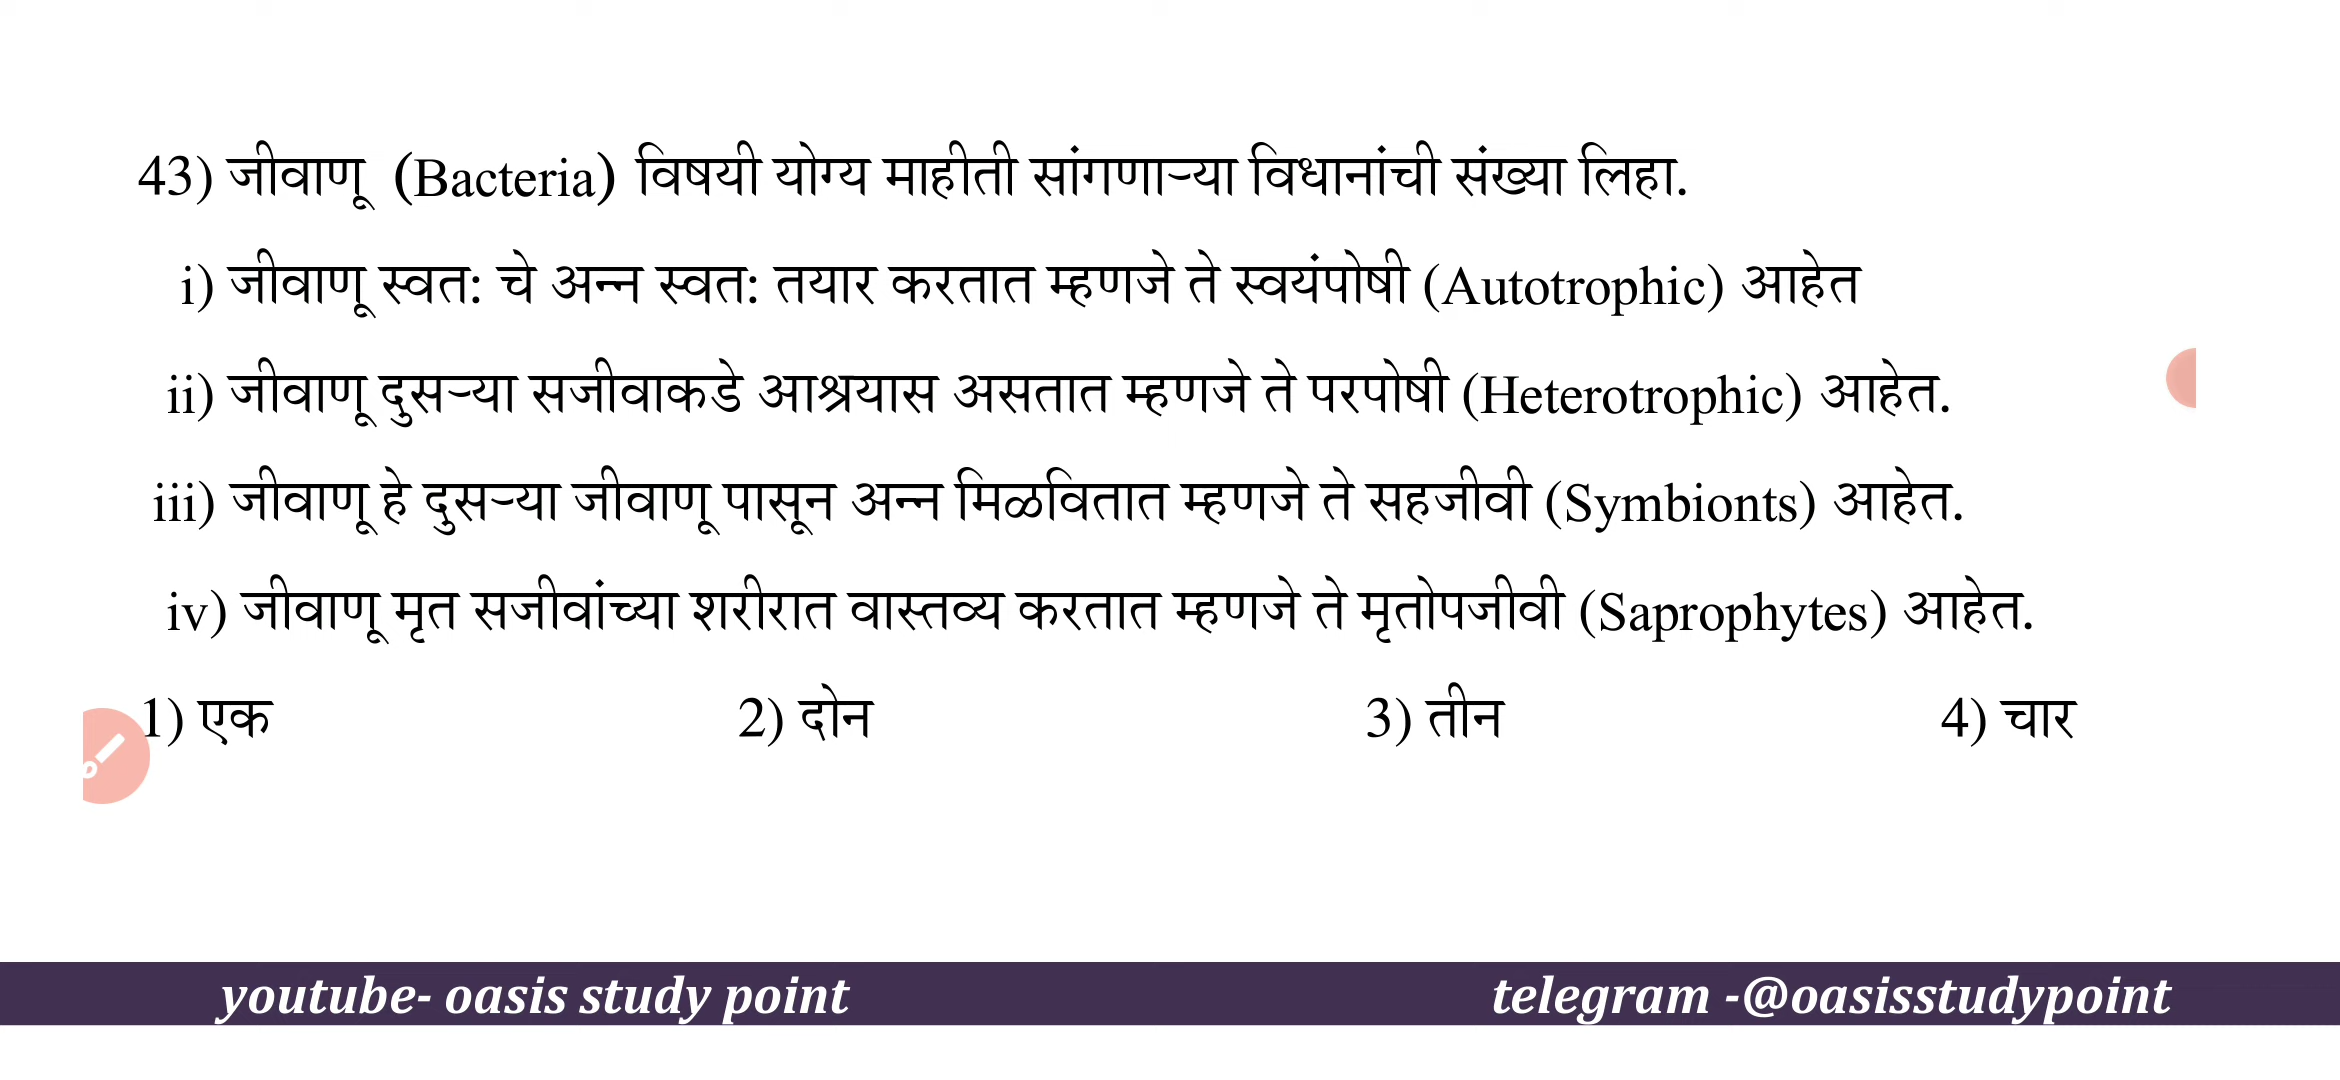 43) जीवाणू (Bacteria) विषयी योग्य माहीती सांगणाऱ्या विधानांची संख्या लिहा.
i) जीवाणू स्वत: चे अन्न स्वत: तयार करतात म्हणजे ते स्वयंपोषी (Autotrophic) आहेत
ii) जीवाणू दुसऱ्या सजीवाकडे आश्रयास असतात म्हणजे ते परपोषी (Heterotrophic) आहेत.
iii) जीवाणू हे दुसऱ्या जीवाणू पासून अन्न मिळवितात म्हणजे ते सहजीवी (Symbionts) आहेत.
iv) जीवाणू मृत सजीवांच्या शरीरात वास्तव्य करतात म्हणजे ते मृतोपजीवी (Saprophytes) आहेत.
1) एक 2) दोन 3) तीन 4) चार
youtube- oasis study point telegram -@oasisstudypoint